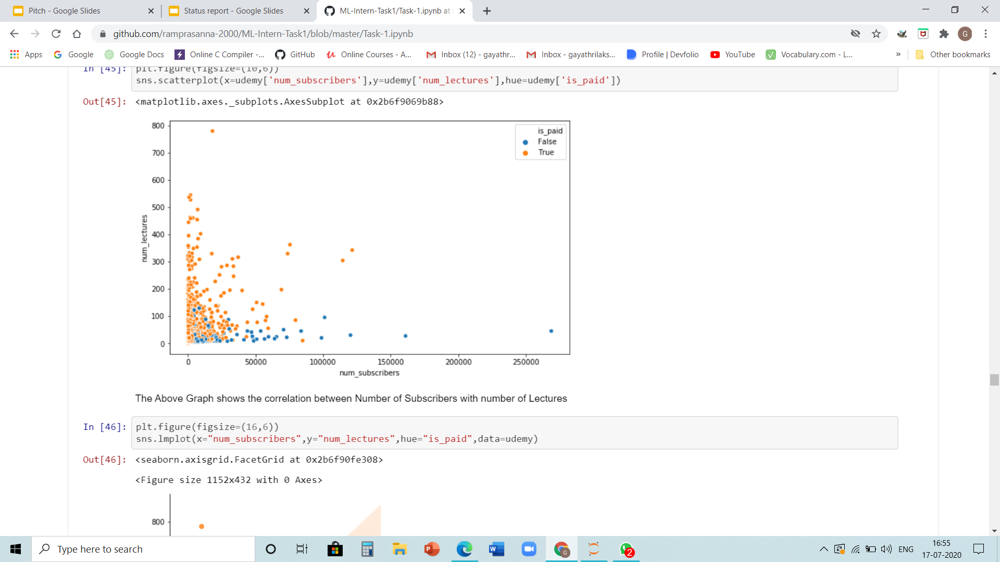 Pitch - Google Slides
Status report - Google Slides
ML-Intern-Task1/Task-1.ipynb at
github.com/ramprasanna-2000/ML-Intern-Task1/blob/master/Task-1.ipynb
G
Apps
Google
Google Docs
Online C Compiler -...
GitHub
Online Courses - A...
Inbox (12) - gayathr...
Inbox - gayathrilaks...
Profile | Devfolio
YouTube
Vocabulary.com - L...
»
Other bookmarks
In [45]: plt.figure(figsize=(10,6))
sns.scatterplot(x=udemy['num_subscribers'],y=udemy['num_lectures'],hue=udemy['is_paid'])
Out[45]: <matplotlib.axes._subplots.AxesSubplot at 0x2b6f9069b88>
800
700
600
500
400
300
200
100
0
num_lectures
is_paid
False
True
0 50000 100000 150000 200000 250000
num_subscribers
The Above Graph shows the correlation between Number of Subscribers with number of Lectures
In [46]: plt.figure(figsize=(16,6))
sns.lmplot(x="num_subscribers",y="num_lectures",hue="is_paid",data=udemy)
Out[46]: <seaborn.axisgrid.FacetGrid at 0x2b6f90fe308>
<Figure size 1152x432 with 0 Axes>
800
Type here to search
2
ENG
16:55
17-07-2020